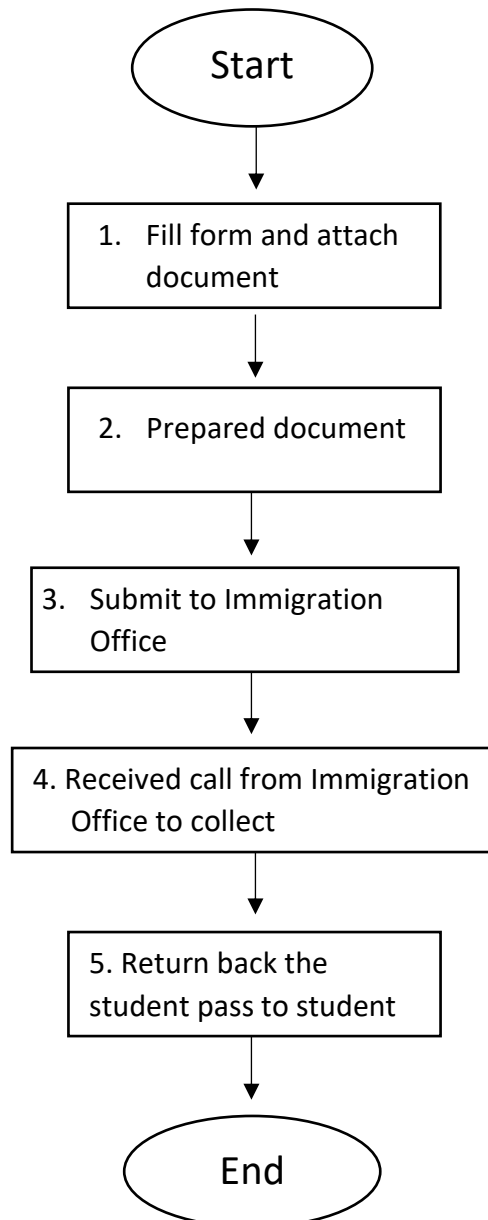 Start
1. Fill form and attach
document
2. Prepared document
3. Submit to Immigration
Office
4. Received call from Immigration
Office to collect
5. Return back the
student pass to student
End